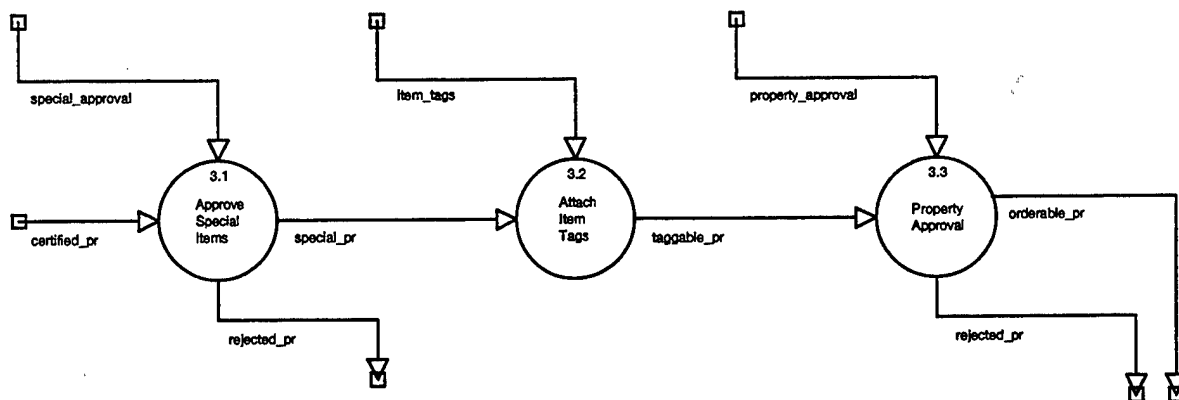 special_approval
item_tags
property_approval
3.1
Approve
Special
Items
3.2
Attach
Item
Tags
3.3
Property
Approval
certified_pr
special_pr
taggable_pr
orderable_pr
rejected_pr
rejected_pr